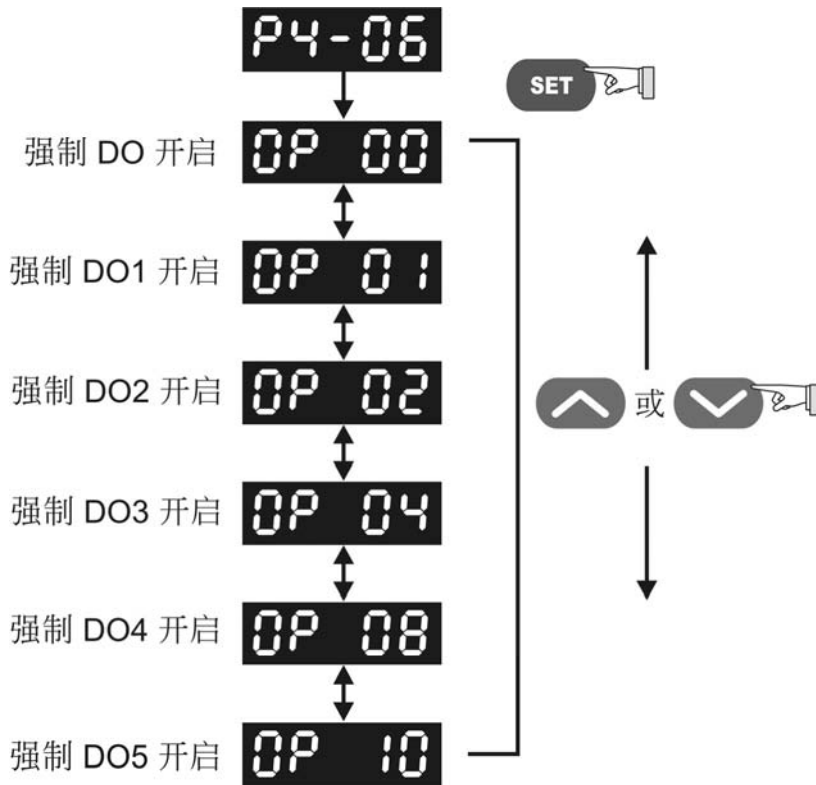 P4-06
SET
强制 DO 开启
OP 00
强制 DO1 开启
OP 01
强制 DO2 开启
OP 02
或
强制 DO3 开启
OP 04
强制 DO4 开启
OP 08
强制 DO5 开启
OP 10